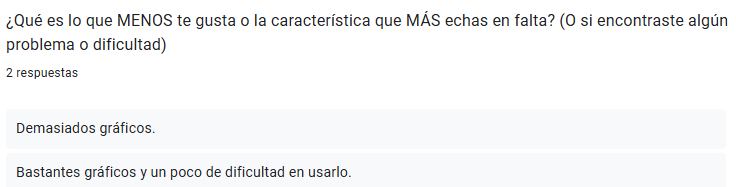 ¿Qué es lo que MENOS te gusta o la característica que MÁS echas en falta? (O si encontraste algún
problema o dificultad)
2 respuestas
Demasiados gráficos.
Bastantes gráficos y un poco de dificultad en usarlo.